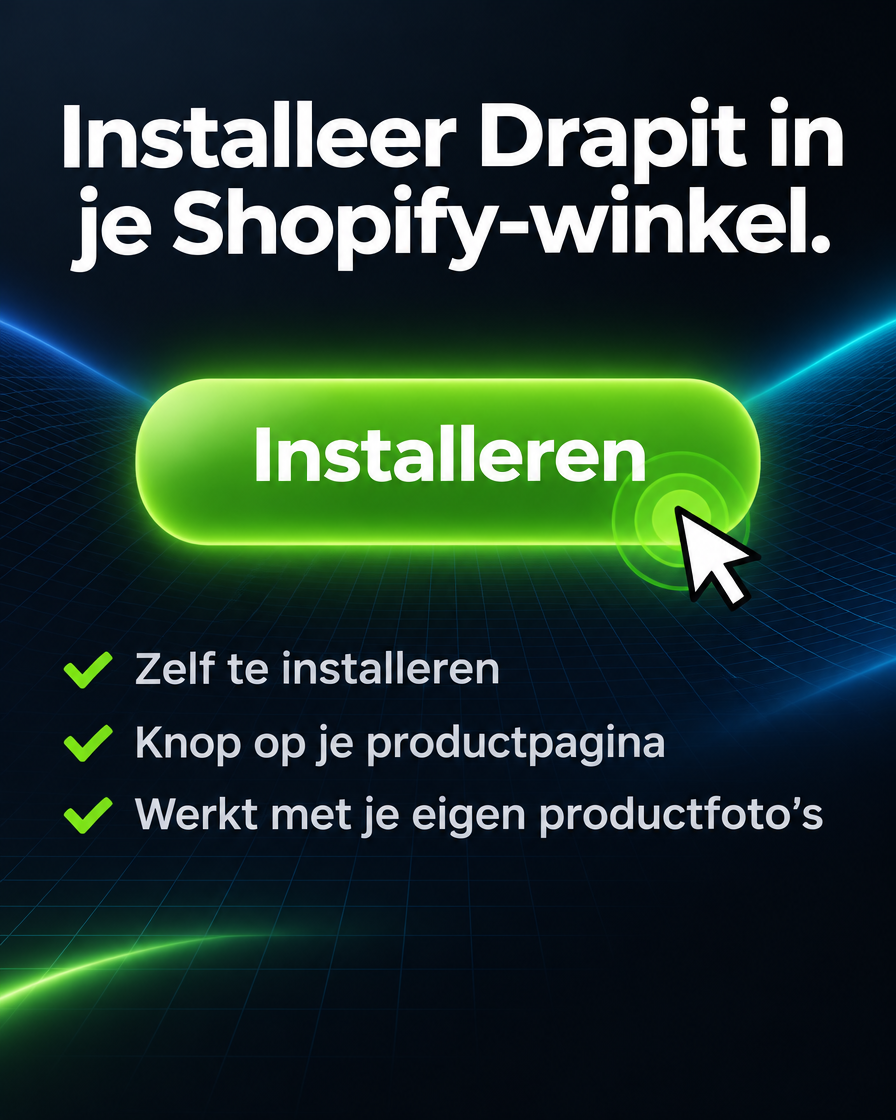 Installeer Drapit in
je Shopify-winkel.
Installeren
Zelf te installeren
Knop op je productpagina
Werkt met je eigen productfoto’s